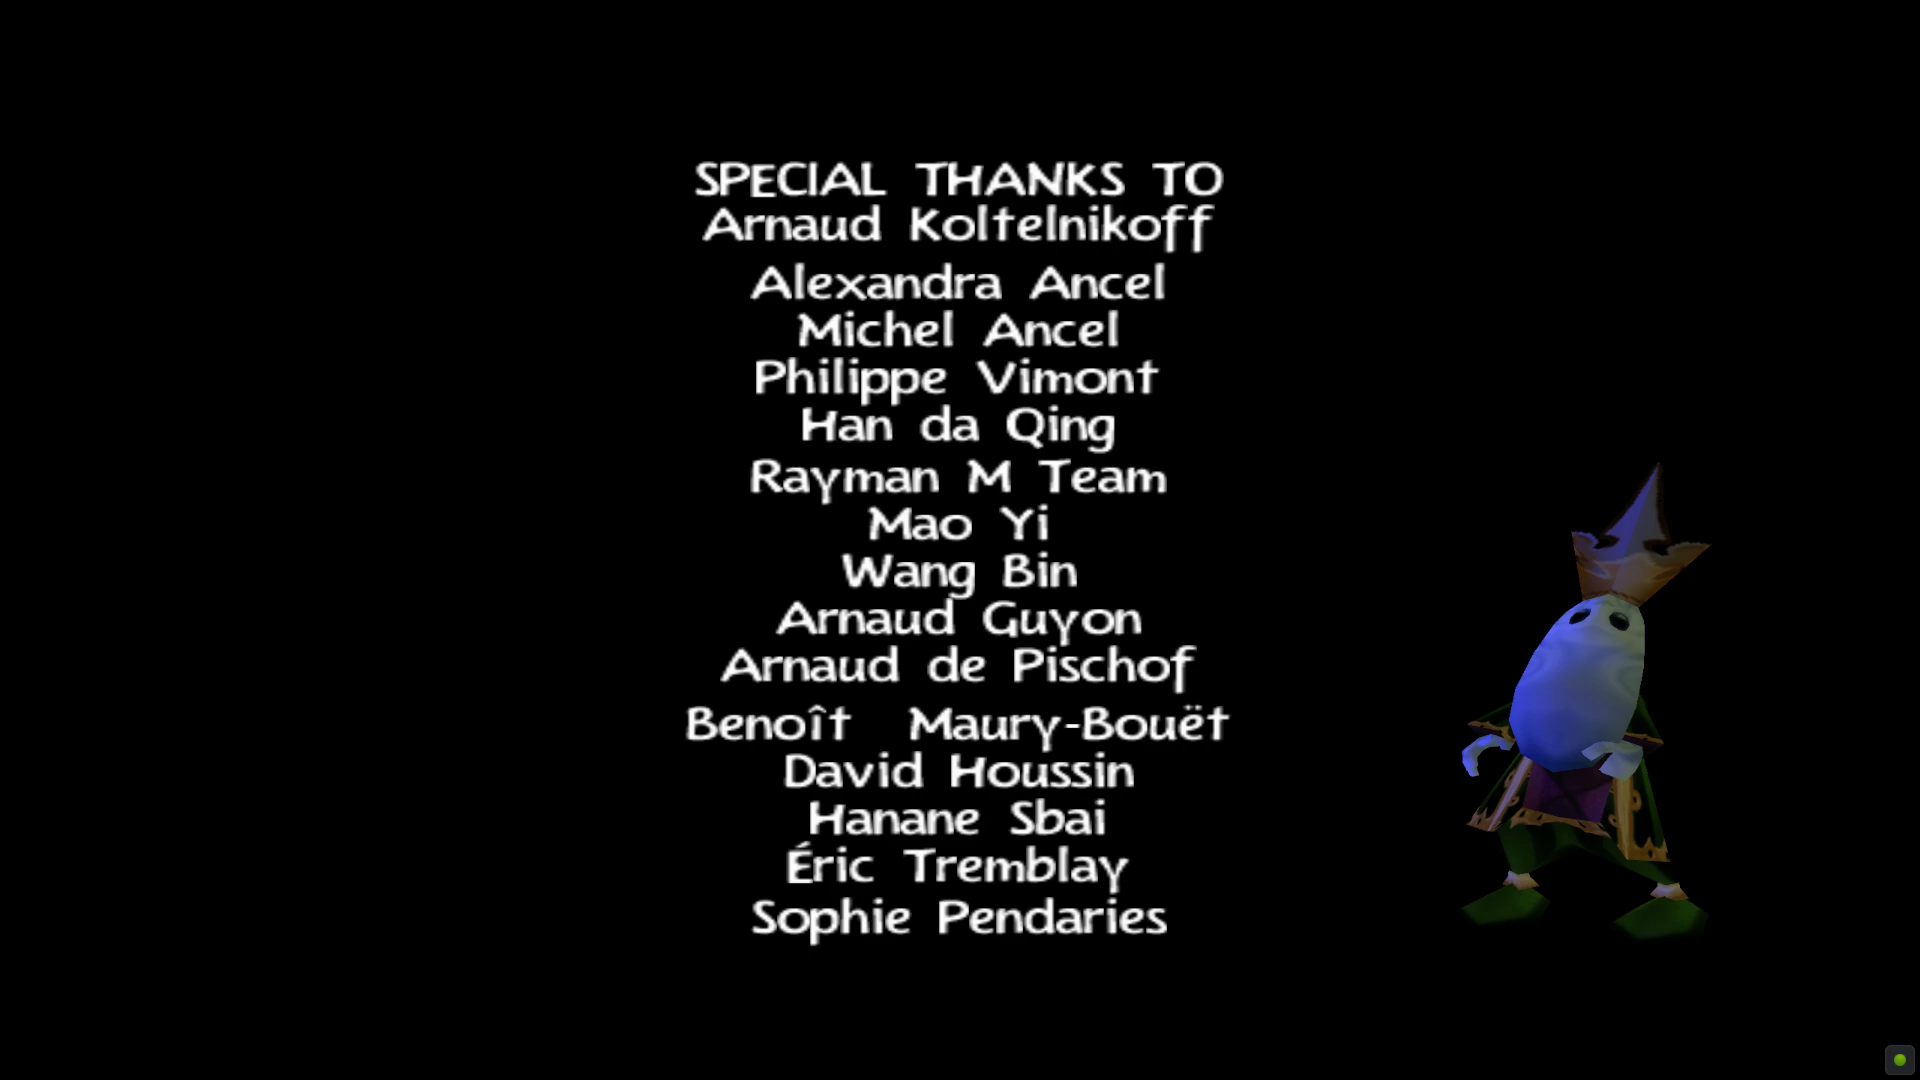 SPECIAL THANKS TO
Arnaud Koltelnikoff
Alexandra Ancel
Michel Ancel
Philippe Vimont
Han da Qing
Rayman M Team
Mao Yi
Wang Bin
Arnaud Guyon
Arnaud de Pischof
Benoît Maury-Bouët
David Houssin
Hanane Sbai
Éric Tremblay
Sophie Pendaries